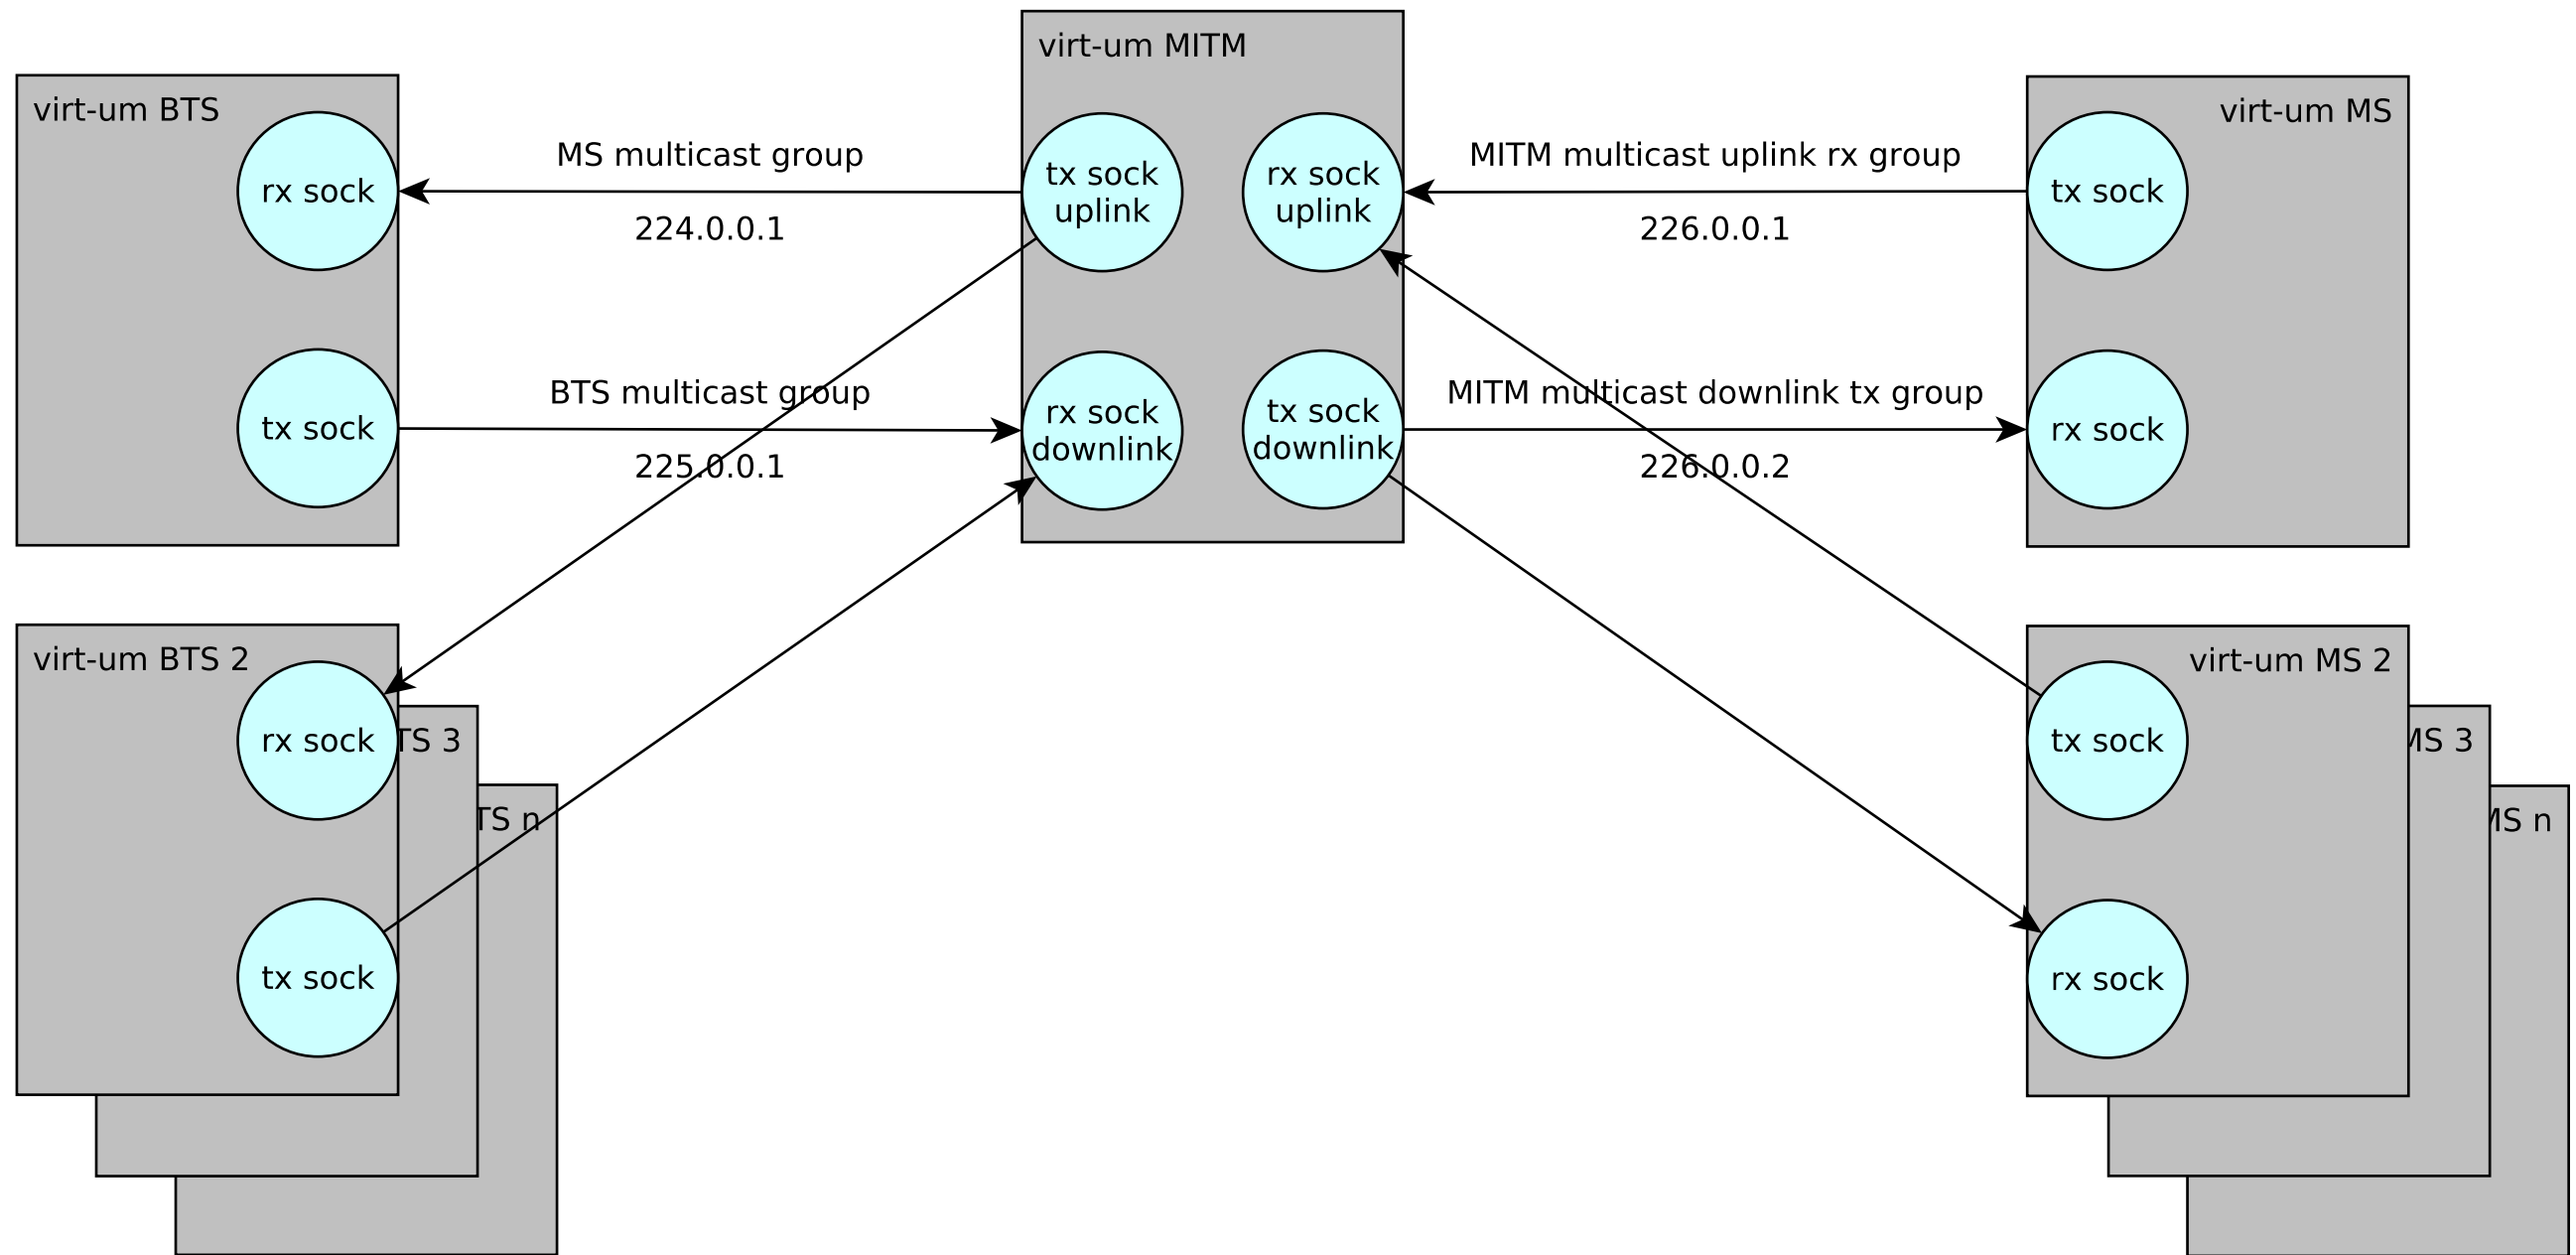 virt-um MITM
virt-um BTS
virt-um MS
rx sock
MS multicast group
224.0.0.1
tx sock
uplink
rx sock
uplink
MITM multicast uplink rx group
226.0.0.1
tx sock
tx sock
BTS multicast group
225.0.0.1
rx sock
downlink
tx sock
downlink
MITM multicast downlink tx group
226.0.0.2
rx sock
virt-um BTS 2
rx sock
TS 3
TS n
tx sock
virt-um MS 2
tx sock
MS 3
MS n
rx sock